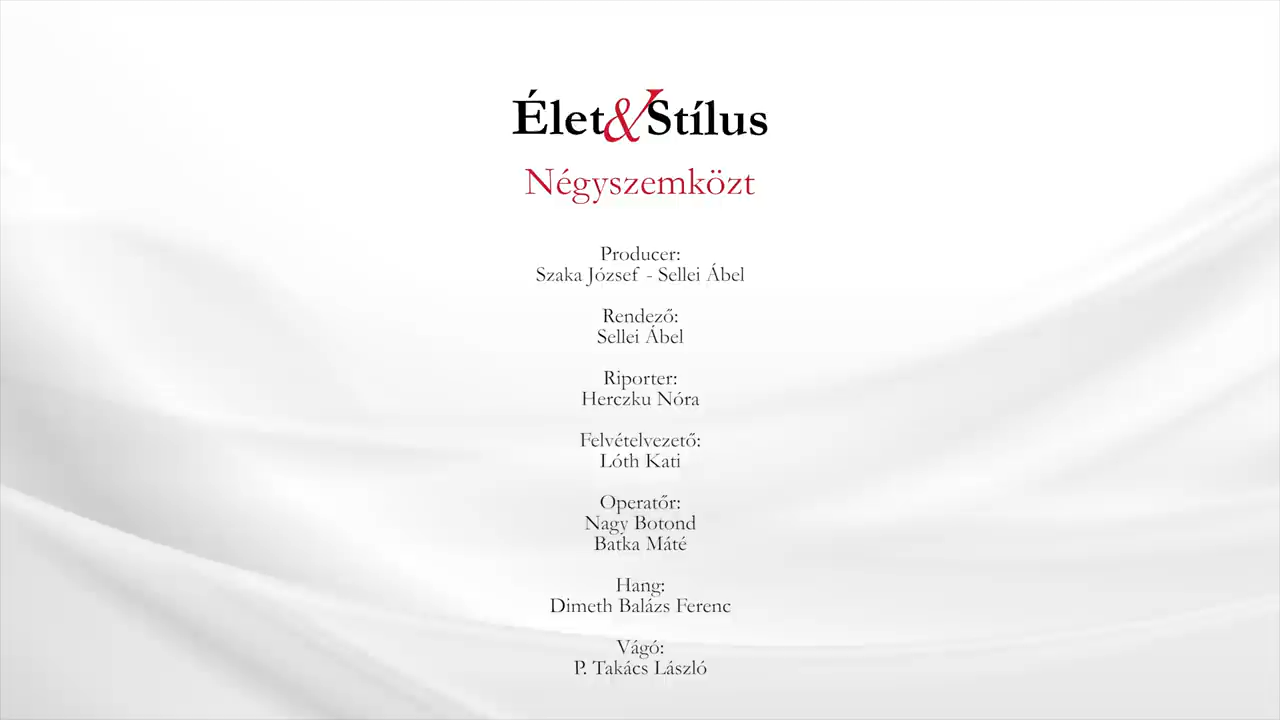 Élet&Stílus
Négyszemközt
Producer:
Szaka József - Sellei Ábel
Rendező:
Sellei Ábel
Riporter:
Herczku Nóra
Felvételvezető:
Lóth Kati
Operatőr:
Nagy Botond
Batka Máté
Hang:
Dimeth Balázs Ferenc
Vágó:
P. Takács László